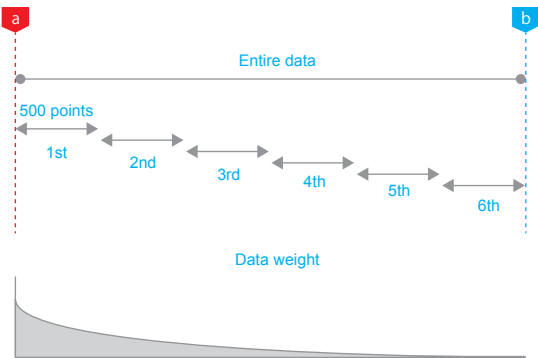 a
b
Entire data
500 points
1st
2nd
3rd
4th
5th
6th
Data weight